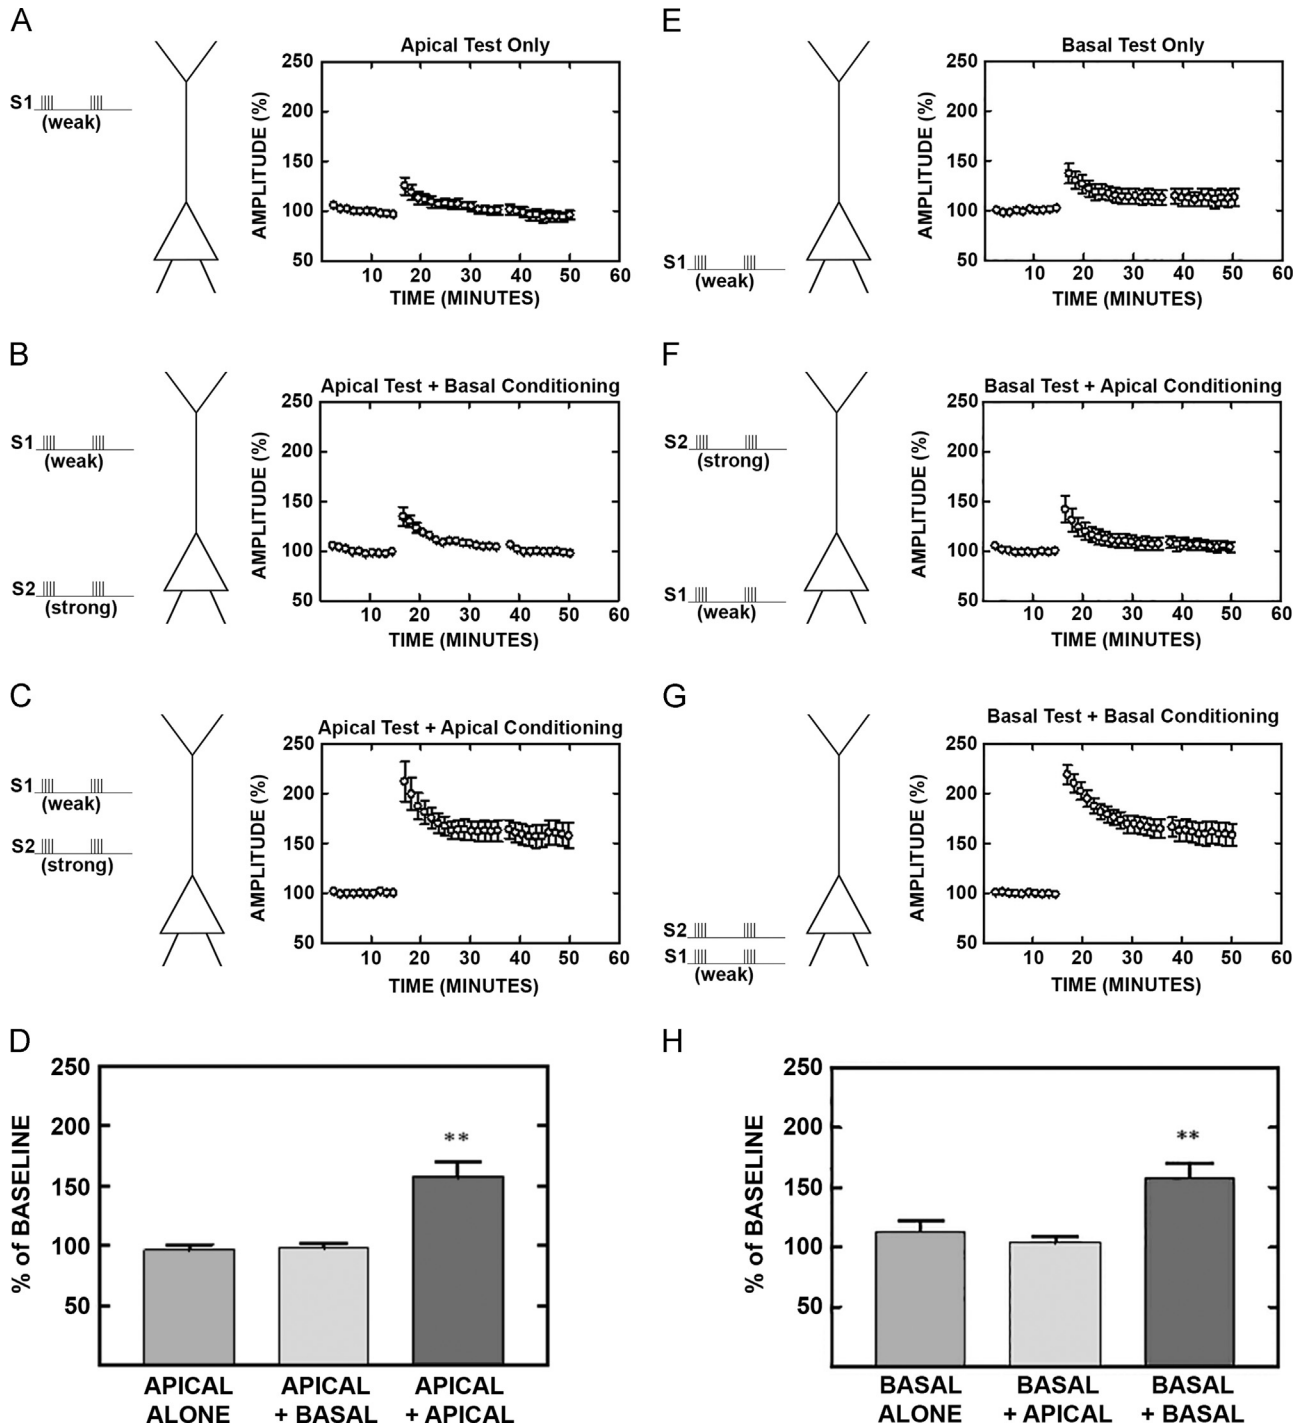 A
Apical Test Only
S1
(weak)
AMPLITUDE (%)
250
200
150
100
50
10 20 30 40 50 60
TIME (MINUTES)
E
Basal Test Only
S1
(weak)
AMPLITUDE (%)
250
200
150
100
50
10 20 30 40 50 60
TIME (MINUTES)
B
Apical Test + Basal Conditioning
S1
(weak)
S2
(strong)
AMPLITUDE (%)
250
200
150
100
50
10 20 30 40 50 60
TIME (MINUTES)
F
Basal Test + Apical Conditioning
S2
(strong)
S1
(weak)
AMPLITUDE (%)
250
200
150
100
50
10 20 30 40 50 60
TIME (MINUTES)
C
Apical Test + Apical Conditioning
S1
(weak)
S2
(strong)
AMPLITUDE (%)
250
200
150
100
50
10 20 30 40 50 60
TIME (MINUTES)
G
Basal Test + Basal Conditioning
S2
S1
(weak)
AMPLITUDE (%)
250
200
150
100
50
10 20 30 40 50 60
TIME (MINUTES)
D
% of BASELINE
250
200
150
100
50
**
APICAL APICAL APICAL
ALONE + BASAL + APICAL
H
% of BASELINE
250
200
150
100
50
**
BASAL BASAL BASAL
ALONE + APICAL + BASAL